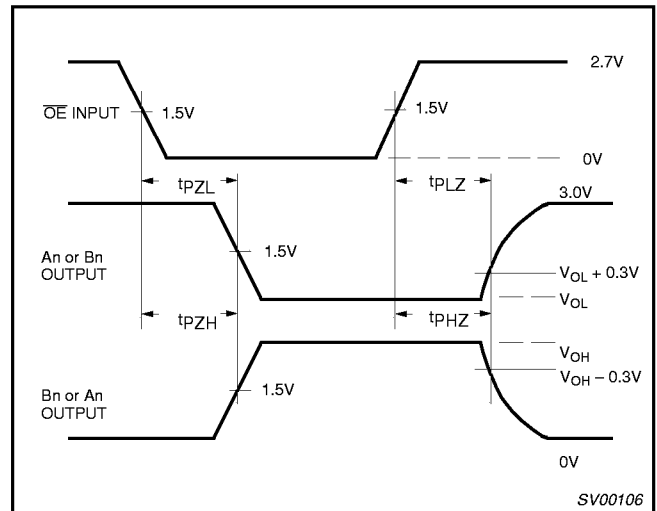 2.7V
OE INPUT
1.5V
1.5V
0V
tPZL
tPLZ
3.0V
An or Bn
OUTPUT
1.5V
VOL + 0.3V
VOL
tPZH
tPHZ
VOH
VOH – 0.3V
Bn or An
OUTPUT
1.5V
0V
SV00106